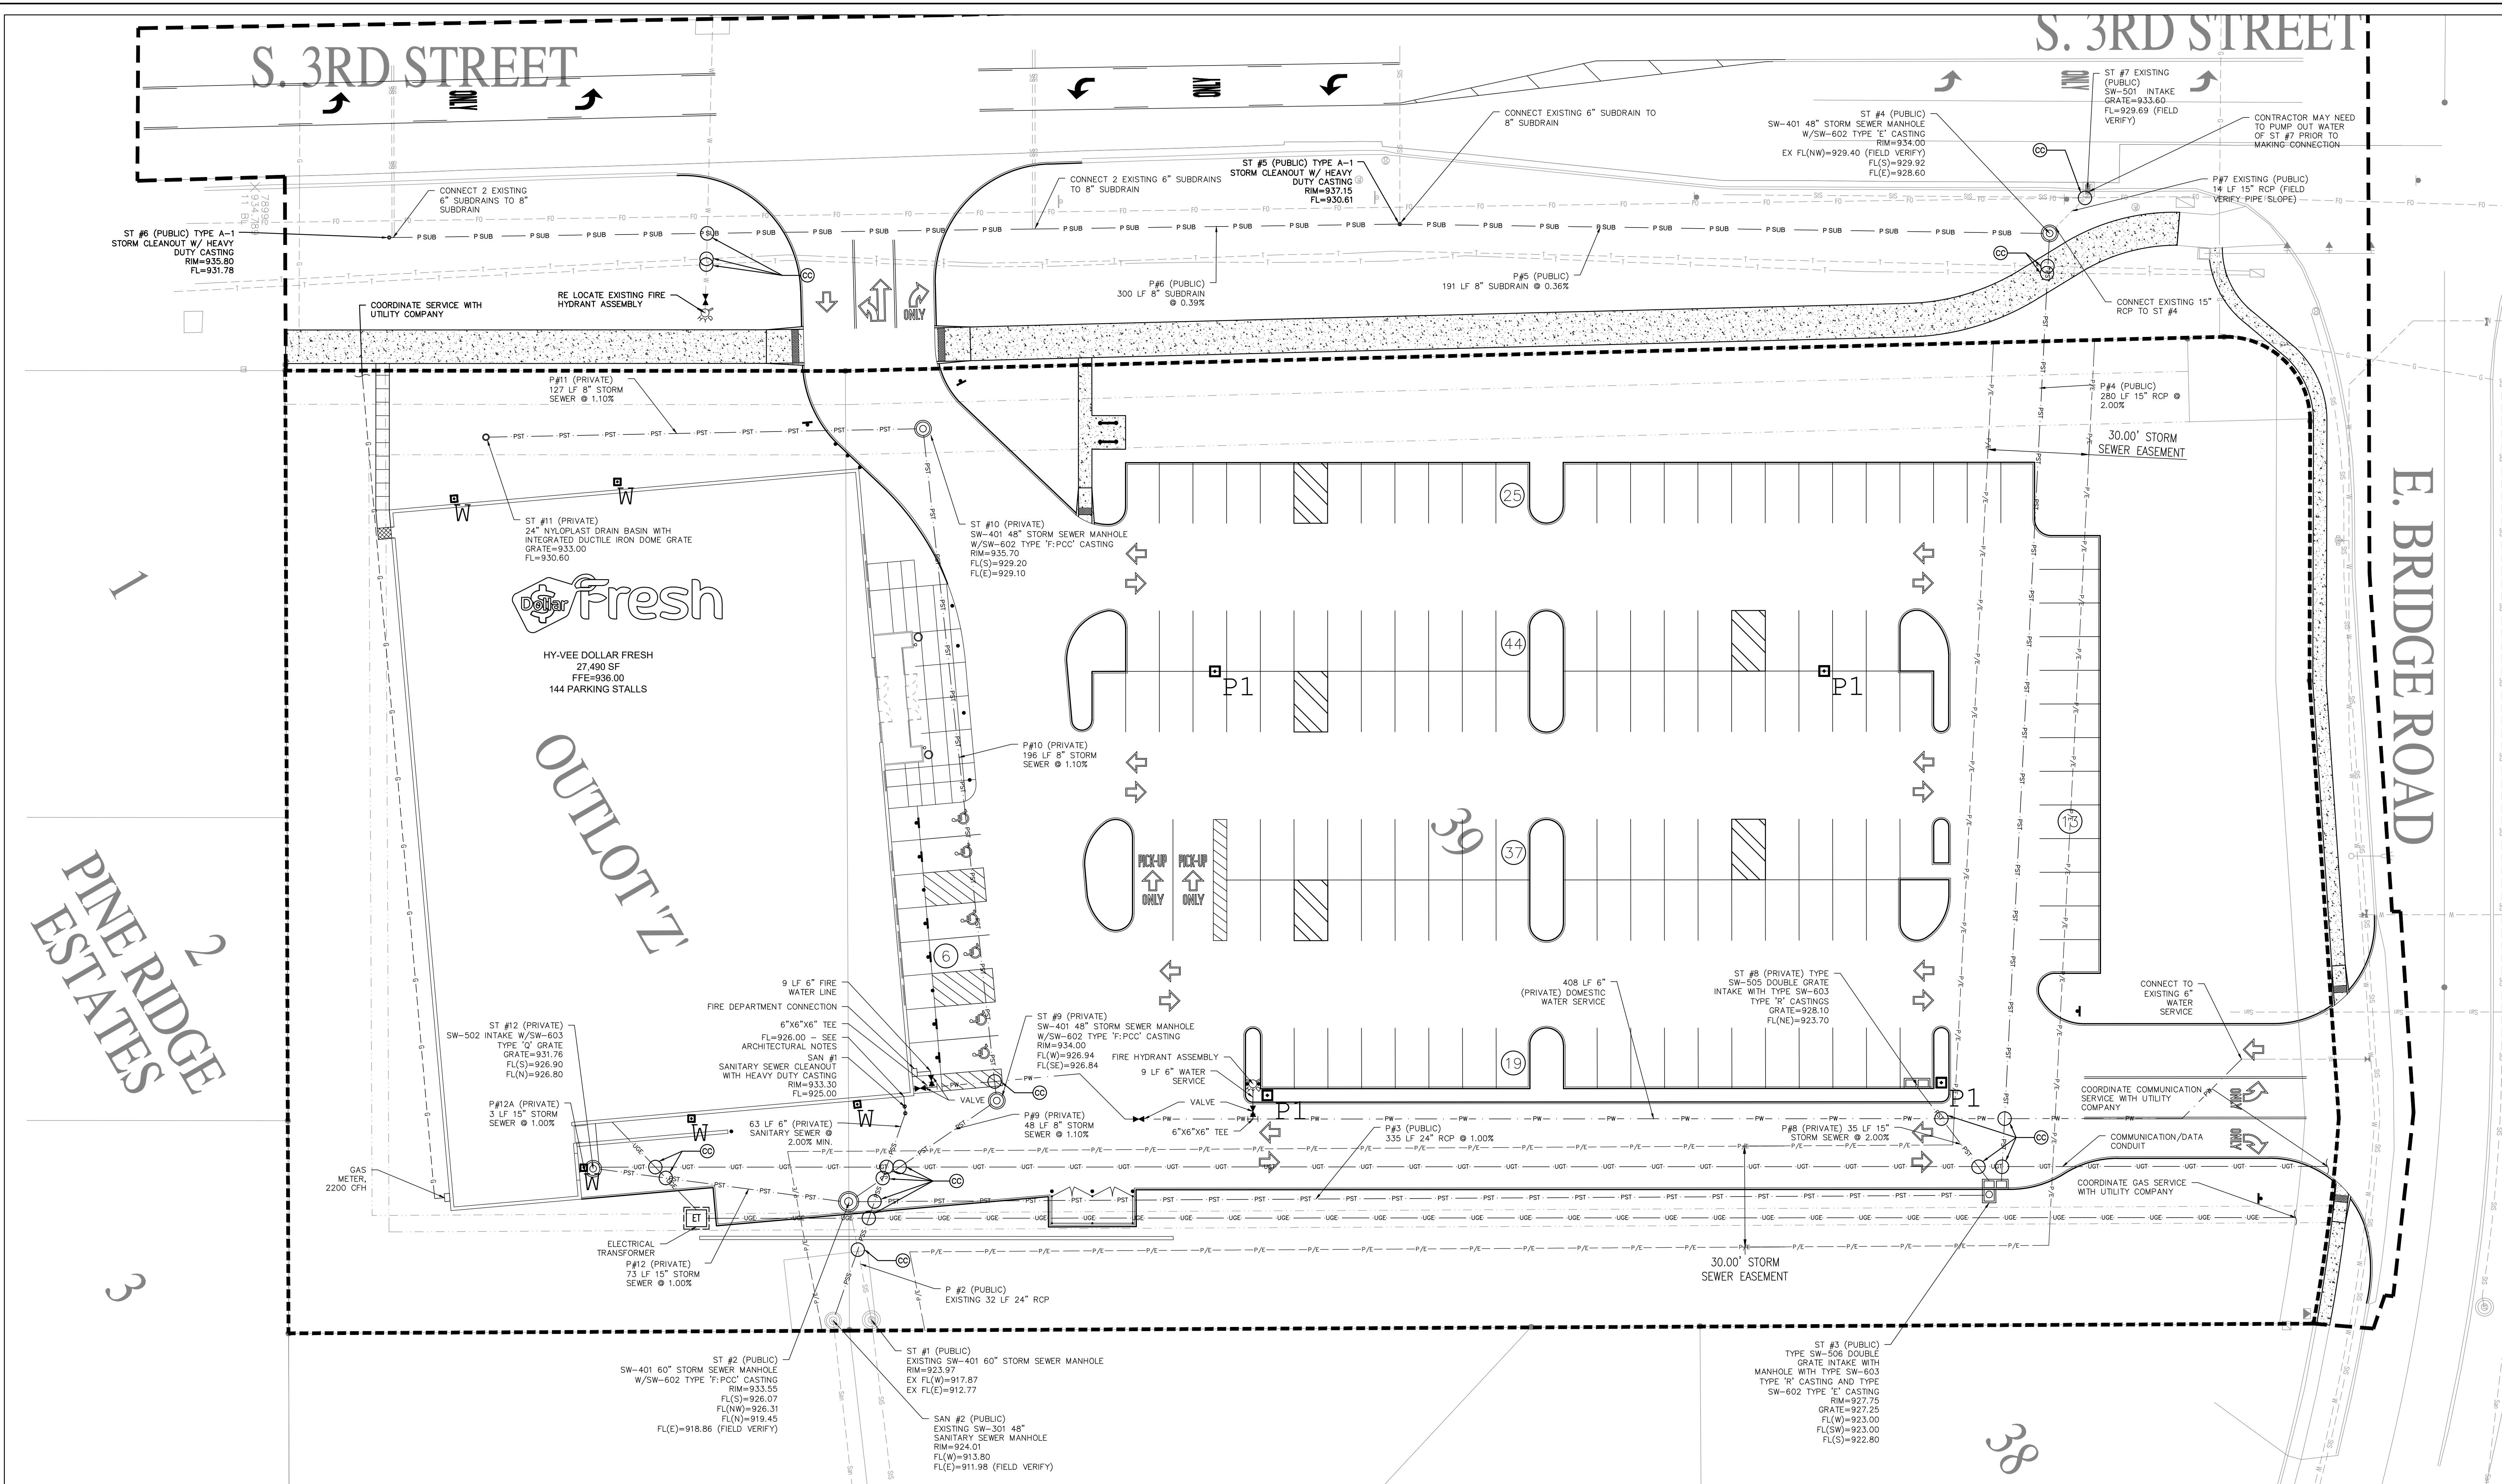 S. 3RD STREET
S. 3RD STREET
ONLY
ONLY
ONLY
ST #7 EXISTING
(PUBLIC)
SW-501 INTAKE
GRATE=933.60
FL=929.69 (FIELD
VERIFY)
CONTRACTOR MAY NEED
TO PUMP OUT WATER
OF ST #7 PRIOR TO
MAKING CONNECTION
CONNECT EXISTING 6" SUBDRAIN TO
8" SUBDRAIN
ST #4 (PUBLIC)
SW-401 48" STORM SEWER MANHOLE
W/SW-602 TYPE 'E' CASTING
RIM=934.00
EX FL(NW)=929.40 (FIELD VERIFY)
FL(S)=929.92
FL(E)=928.60
CC
ST #5 (PUBLIC) TYPE A-1
STORM CLEANOUT W/ HEAVY
DUTY CASTING
RIM=937.15
FL=930.61
CONNECT 2 EXISTING 6" SUBDRAINS
TO 8" SUBDRAIN
CONNECT 2 EXISTING
6" SUBDRAINS TO 8"
SUBDRAIN
P#7 EXISTING (PUBLIC)
14 LF 15" RCP (FIELD
VERIFY PIPE SLOPE)
ST #6 (PUBLIC) TYPE A-1
STORM CLEANOUT W/ HEAVY
DUTY CASTING
RIM=935.80
FL=931.78
CC
CC
P#6 (PUBLIC)
300 LF 8" SUBDRAIN
@ 0.39%
P#5 (PUBLIC)
191 LF 8" SUBDRAIN @ 0.36%
COORDINATE SERVICE WITH
UTILITY COMPANY
RE LOCATE EXISTING FIRE
HYDRANT ASSEMBLY
ONLY
CONNECT EXISTING 15"
RCP TO ST #4
P#11 (PRIVATE)
127 LF 8" STORM
SEWER @ 1.10%
P#4 (PUBLIC)
280 LF 15" RCP @
2.00%
30.00' STORM
SEWER EASEMENT
E. BRIDGE ROAD
25
W
W
ST #11 (PRIVATE)
24" NYLOPLAST DRAIN BASIN WITH
INTEGRATED DUCTILE IRON DOME GRATE
GRATE=933.00
FL=930.60
ST #10 (PRIVATE)
SW-401 48" STORM SEWER MANHOLE
W/SW-602 TYPE 'F:PCC' CASTING
RIM=935.70
FL(S)=929.20
FL(E)=929.10
1
Dollar Fresh
HY-VEE DOLLAR FRESH
27,490 SF
FFE=936.00
144 PARKING STALLS
44
P1
P1
OUTLOT 'Z'
P#10 (PRIVATE)
196 LF 8" STORM
SEWER @ 1.10%
39
13
PICK-UP
ONLY
PICK-UP
ONLY
37
2
PINE RIDGE
ESTATES
6
9 LF 6" FIRE
WATER LINE
FIRE DEPARTMENT CONNECTION
6"X6"X6" TEE
FL=926.00 - SEE
ARCHITECTURAL NOTES
SAN #1
SANITARY SEWER CLEANOUT
WITH HEAVY DUTY CASTING
RIM=933.30
FL=925.00
ST #12 (PRIVATE)
SW-502 INTAKE W/SW-603
TYPE 'Q' GRATE
GRATE=931.76
FL(S)=926.90
FL(N)=926.80
P#12A (PRIVATE)
3 LF 15" STORM
SEWER @ 1.00%
ST #9 (PRIVATE)
SW-401 48" STORM SEWER MANHOLE
W/SW-602 TYPE 'F:PCC' CASTING
RIM=934.00
FL(W)=926.94
FL(SE)=926.84
FIRE HYDRANT ASSEMBLY
9 LF 6" WATER
SERVICE
408 LF 6"
(PRIVATE) DOMESTIC
WATER SERVICE
ST #8 (PRIVATE) TYPE
SW-505 DOUBLE GRATE
INTAKE WITH TYPE SW-603
TYPE 'R' CASTINGS
GRATE=928.10
FL(NE)=923.70
CONNECT TO
EXISTING 6"
WATER
SERVICE
19
CC
VALVE
VALVE
P1
P1
6"X6"X6" TEE
63 LF 6" (PRIVATE)
SANITARY SEWER @
2.00% MIN.
P#9 (PRIVATE)
48 LF 8" STORM
SEWER @ 1.10%
P#3 (PUBLIC)
335 LF 24" RCP @ 1.00%
P#8 (PRIVATE) 35 LF 15"
STORM SEWER @ 2.00%
COORDINATE COMMUNICATION
SERVICE WITH UTILITY
COMPANY
COMMUNICATION/DATA
CONDUIT
ONLY
ONLY
COORDINATE GAS SERVICE
WITH UTILITY COMPANY
W
W
CC
CC
CC
CC
GAS
METER,
2200 CFH
ET
ELECTRICAL
TRANSFORMER
P#12 (PRIVATE)
73 LF 15" STORM
SEWER @ 1.00%
P #2 (PUBLIC)
EXISTING 32 LF 24" RCP
30.00' STORM
SEWER EASEMENT
3
ST #2 (PUBLIC)
SW-401 60" STORM SEWER MANHOLE
W/SW-602 TYPE 'F:PCC' CASTING
RIM=933.55
FL(S)=926.07
FL(NW)=926.31
FL(N)=919.45
FL(E)=918.86 (FIELD VERIFY)
ST #1 (PUBLIC)
EXISTING SW-401 60" STORM SEWER MANHOLE
RIM=923.97
EX FL(W)=917.87
EX FL(E)=912.77
SAN #2 (PUBLIC)
EXISTING SW-301 48"
SANITARY SEWER MANHOLE
RIM=924.01
FL(W)=913.80
FL(E)=911.98 (FIELD VERIFY)
ST #3 (PUBLIC)
TYPE SW-506 DOUBLE
GRATE INTAKE WITH
MANHOLE WITH TYPE SW-603
TYPE 'R' CASTING AND TYPE
SW-602 TYPE 'E' CASTING
RIM=927.75
GRATE=927.25
FL(W)=923.00
FL(SW)=923.00
FL(S)=922.80
38